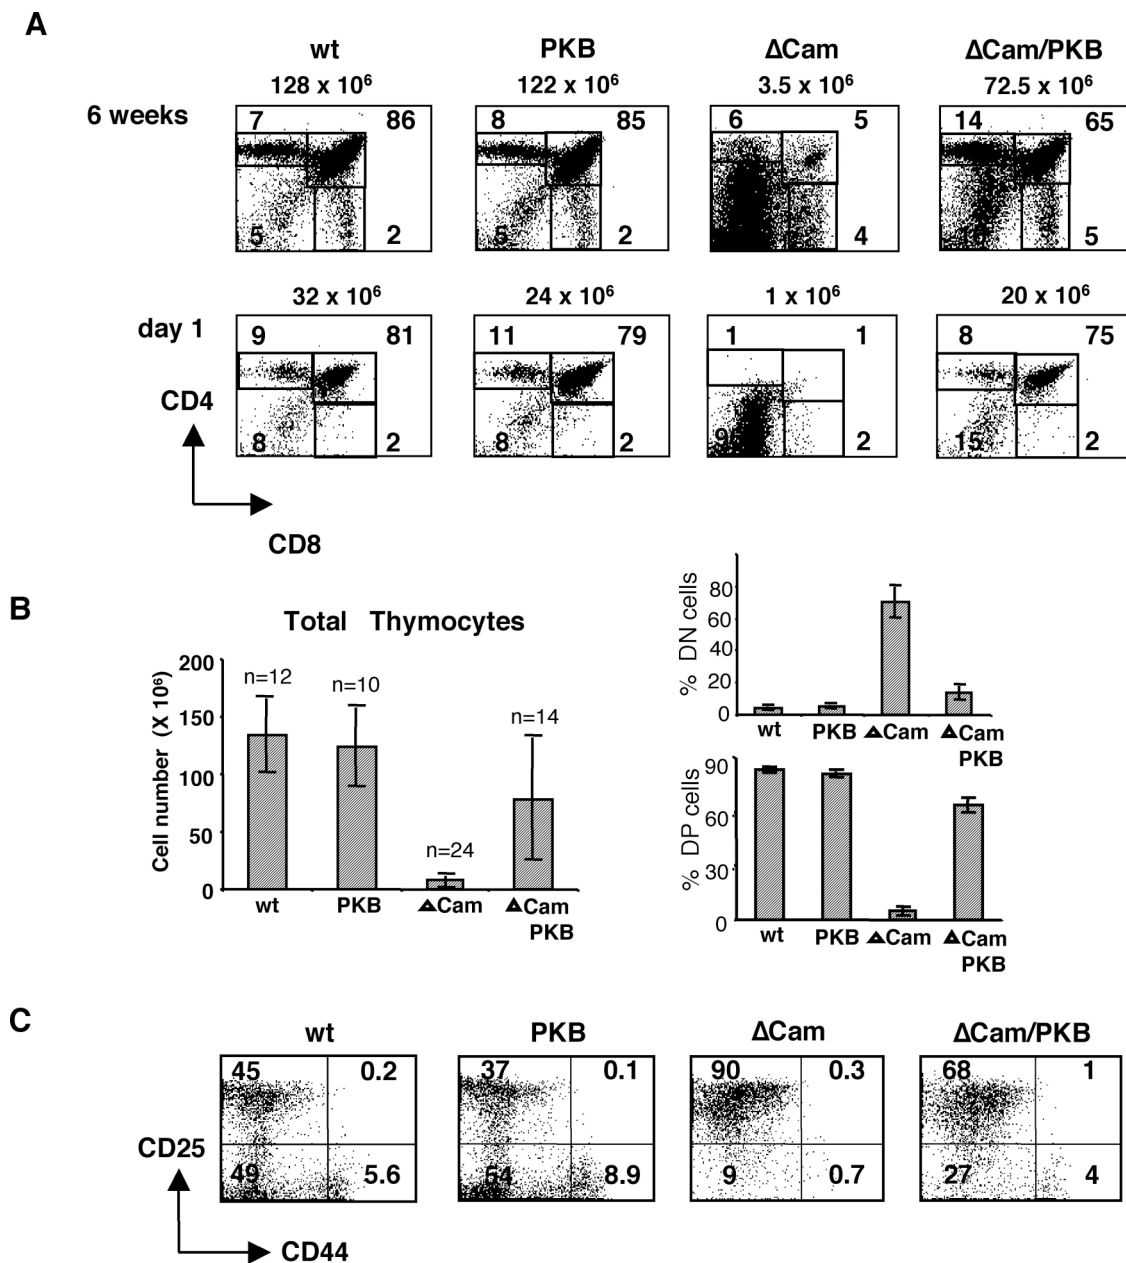 A
wt PKB ΔCam ΔCam/PKB
128 x 10⁶ 122 x 10⁶ 3.5 x 10⁶ 72.5 x 10⁶
6 weeks
7 86 8 85 6 5 14 65
5 2 5 2 4 5
32 x 10⁶ 24 x 10⁶ 1 x 10⁶ 20 x 10⁶
day 1
9 81 11 79 1 1 8 75
CD4
8 2 8 2 2 15 2
CD8
B
Total Thymocytes
Cell number (X 10⁶)
200
150
100
50
0
n=12
n=10
n=24
n=14
wt PKB ΔCam ΔCam
PKB
% DN cells
80
60
40
20
0
wt PKB ΔCam ΔCam
PKB
% DP cells
90
60
30
0
wt PKB ΔCam ΔCam
PKB
C
wt PKB ΔCam ΔCam/PKB
45 0.2 37 0.1 90 0.3 68 1
CD25
49 5.6 54 8.9 9 0.7 27 4
CD44